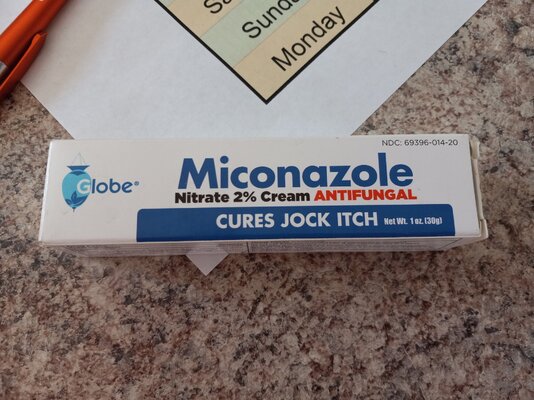 Sunday
Monday
NDC: 69396-014-20
Globe®
Miconazole
Nitrate 2% Cream ANTIFUNGAL
CURES JOCK ITCH Net Wt. 1 oz. (30g)